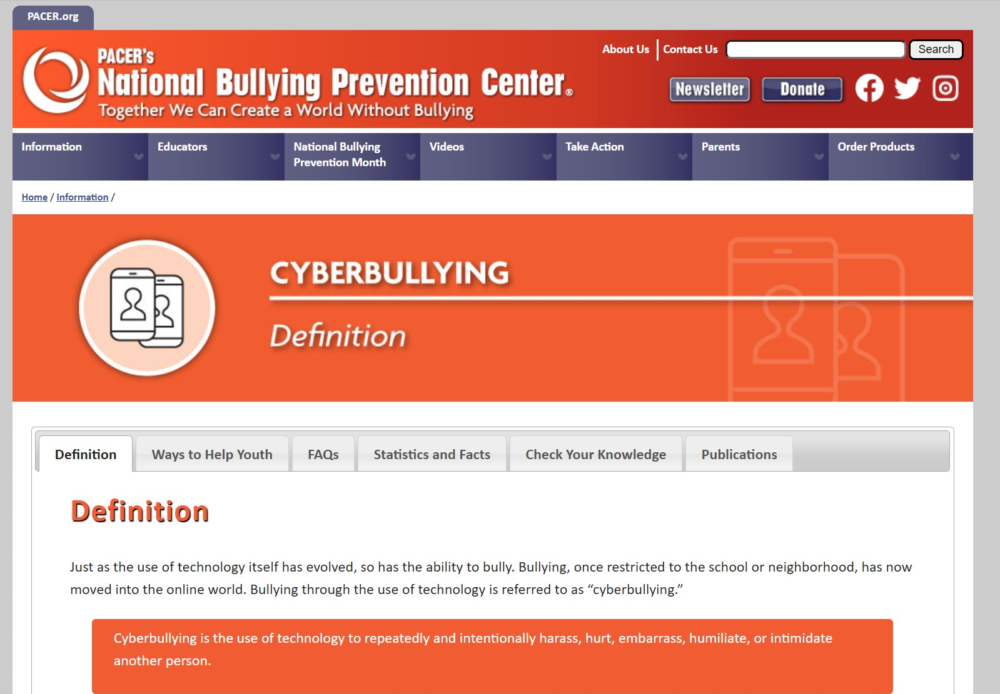 PACER.org
PACER's
National Bullying Prevention Center®
Together We Can Create a World Without Bullying
About Us
Contact Us
Search
Newsletter
Donate
Information
Educators
National Bullying
Prevention Month
Videos
Take Action
Parents
Order Products
Home / Information /
CYBERBULLYING
Definition
Definition
Ways to Help Youth
FAQs
Statistics and Facts
Check Your Knowledge
Publications
Definition
Just as the use of technology itself has evolved, so has the ability to bully. Bullying, once restricted to the school or neighborhood, has now
moved into the online world. Bullying through the use of technology is referred to as “cyberbullying.”
Cyberbullying is the use of technology to repeatedly and intentionally harass, hurt, embarrass, humiliate, or intimidate
another person.